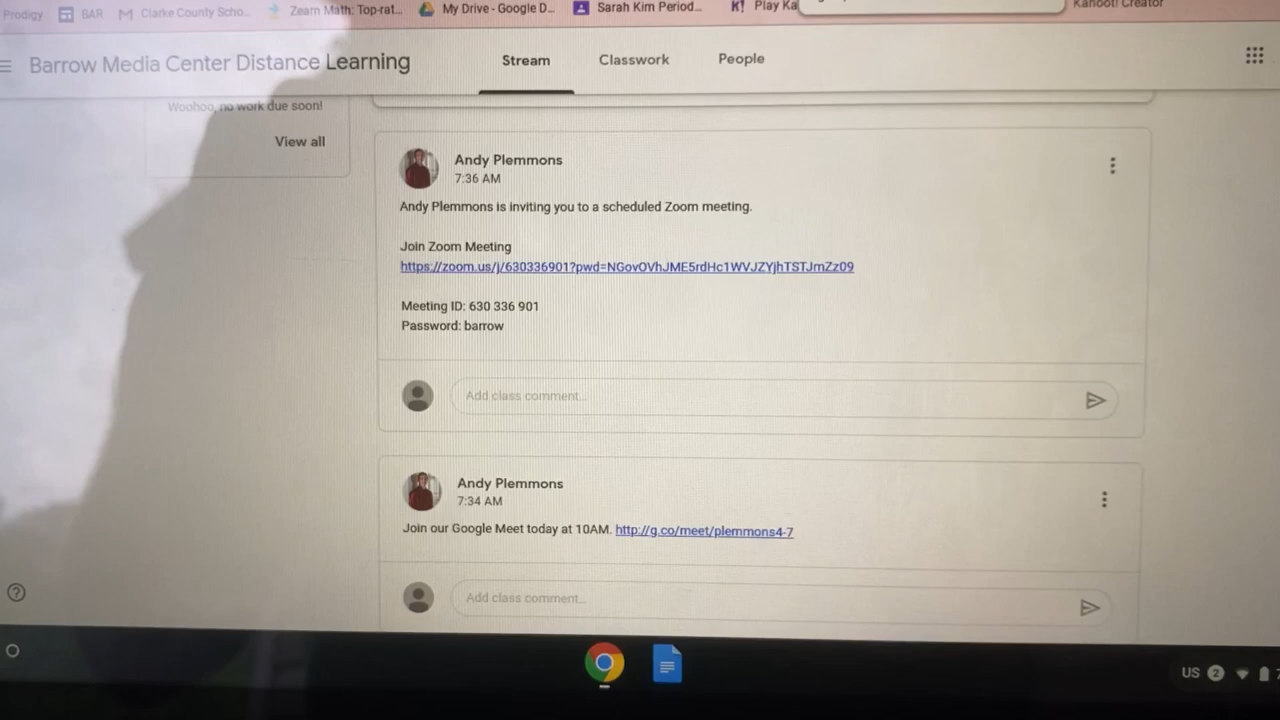 Prodigy BAR Clarke County Scho... Zearn Math: Top-rat... My Drive - Google D... Sarah Kim Period... K! Play Ka Kahoot! Creator
Barrow Media Center Distance Learning Stream Classwork People
Woohoo, no work due soon!
View all
Andy Plemmons
7:36 AM
Andy Plemmons is inviting you to a scheduled Zoom meeting.
Join Zoom Meeting
https://zoom.us/j/630336901?pwd=NGovOVhJME5rdHc1WVJZYjhTSTJmZz09
Meeting ID: 630 336 901
Password: barrow
Add class comment...
Andy Plemmons
7:34 AM
Join our Google Meet today at 10AM. http://g.co/meet/plemmons4-7
Add class comment...
US 2